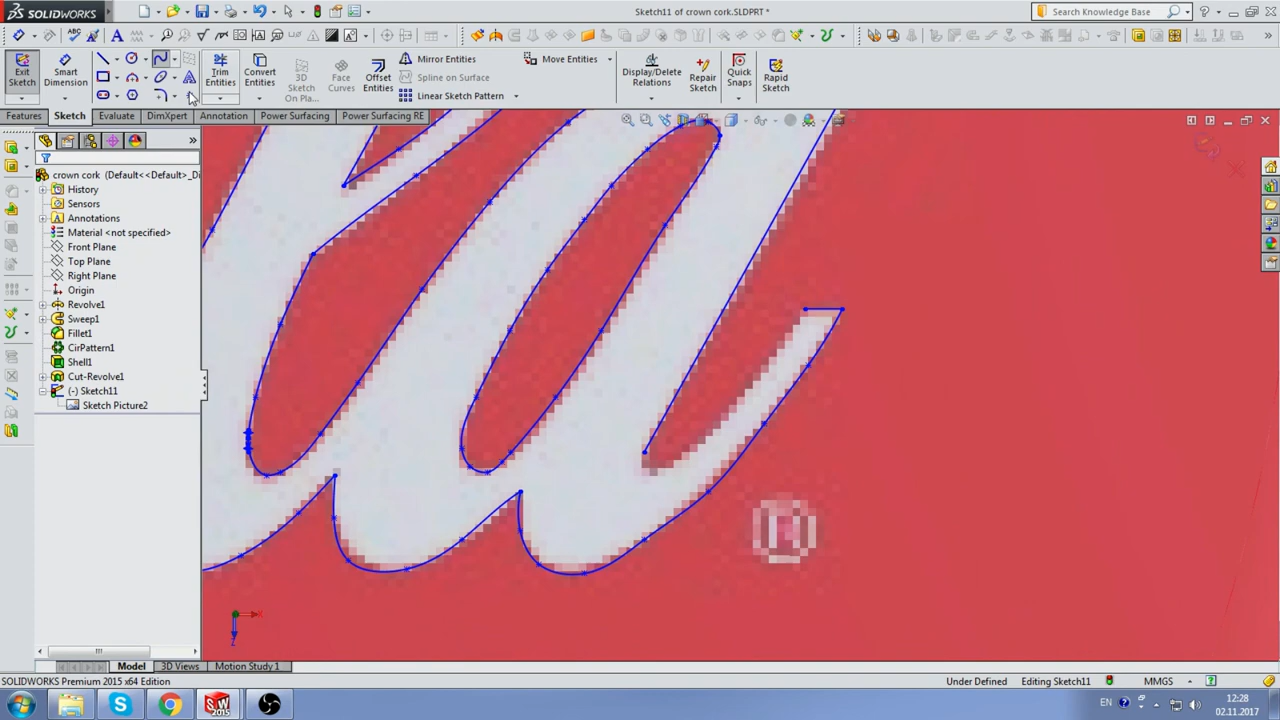 SOLIDWORKS
Sketch11 of crown cork.SLDPRT *
Search Knowledge Base
Exit Sketch
Smart Dimension
Trim Entities
Convert Entities
3D Sketch On Pla...
Face Curves
Offset Entities
Mirror Entities
Spline on Surface
Linear Sketch Pattern
Move Entities
Display/Delete Relations
Repair Sketch
Quick Snaps
Rapid Sketch
Features
Sketch
Evaluate
DimXpert
Annotation
Power Surfacing
Power Surfacing RE
crown cork (Default<<Default>_Di
History
Sensors
Annotations
Material <not specified>
Front Plane
Top Plane
Right Plane
Origin
Revolve1
Sweep1
Fillet1
CirPattern1
Shell1
Cut-Revolve1
(-) Sketch11
Sketch Picture2
®
Z
X
Model
3D Views
Motion Study 1
SOLIDWORKS Premium 2015 x64 Edition
Under Defined
Editing Sketch11
MMGS
EN
12:28
02.11.2017